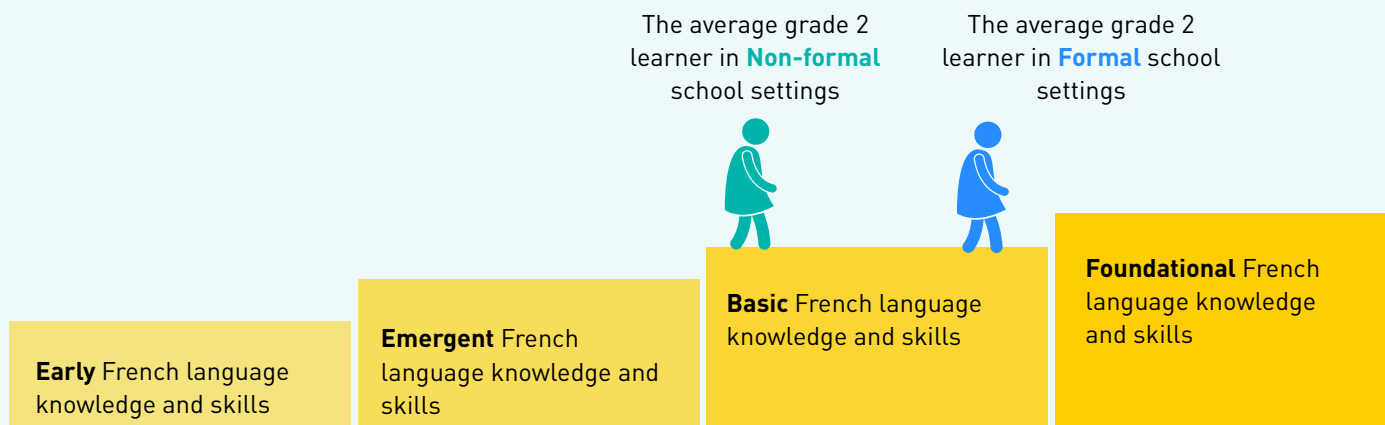 The average grade 2
learner in Non-formal
school settings
The average grade 2
learner in Formal school
settings
Early French language
knowledge and skills
Emergent French
language knowledge and
skills
Basic French language
knowledge and skills
Foundational French
language knowledge
and skills